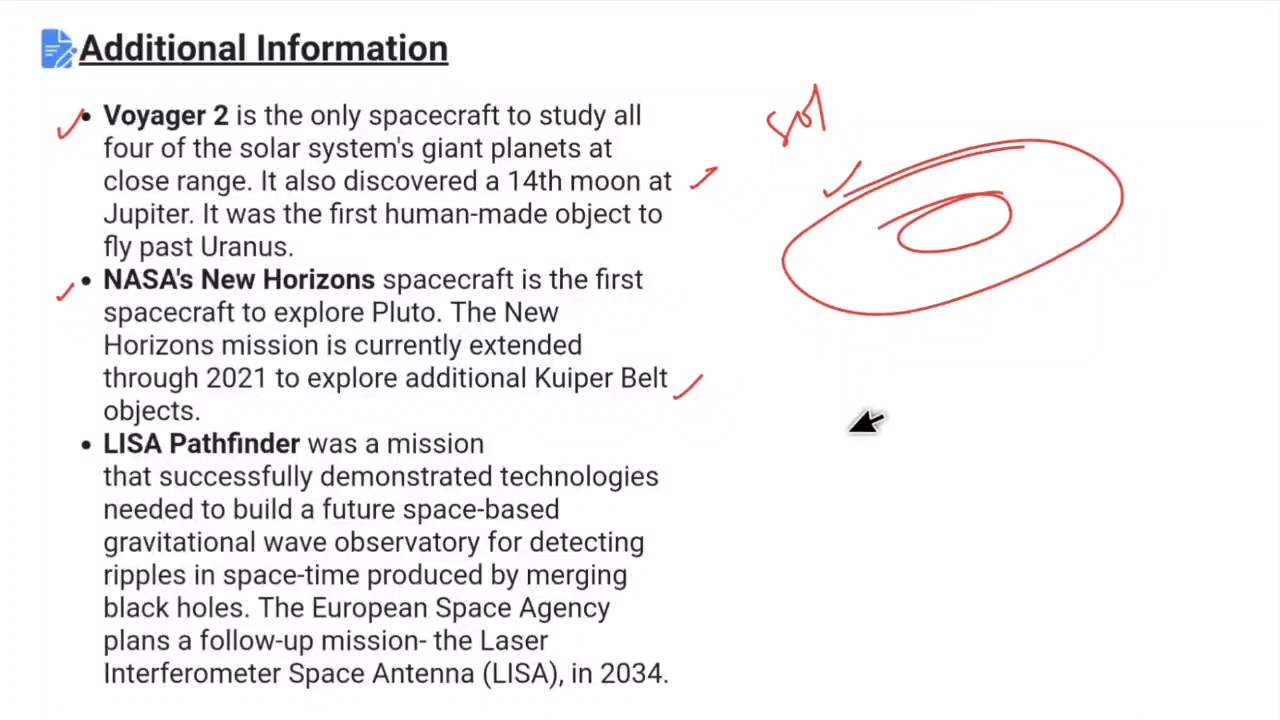 Additional Information
• Voyager 2 is the only spacecraft to study all
four of the solar system's giant planets at
close range. It also discovered a 14th moon at
Jupiter. It was the first human-made object to
fly past Uranus.
• NASA's New Horizons spacecraft is the first
spacecraft to explore Pluto. The New
Horizons mission is currently extended
through 2021 to explore additional Kuiper Belt
objects.
• LISA Pathfinder was a mission
that successfully demonstrated technologies
needed to build a future space-based
gravitational wave observatory for detecting
ripples in space-time produced by merging
black holes. The European Space Agency
plans a follow-up mission- the Laser
Interferometer Space Antenna (LISA), in 2034.
sol